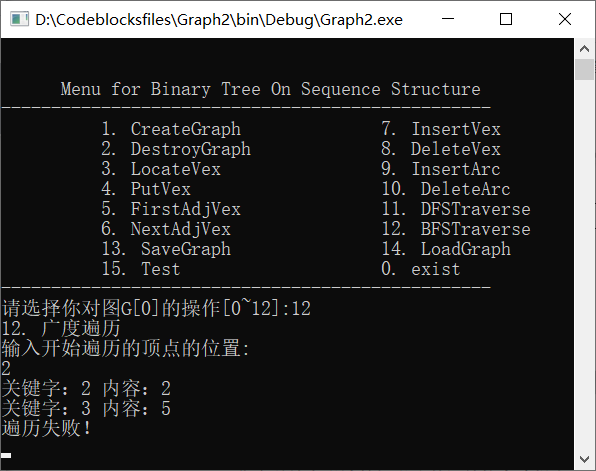 D:\Codeblocksfiles\Graph2\bin\Debug\Graph2.exe
Menu for Binary Tree On Sequence Structure
-------------------------------------------------
1. CreateGraph 7. InsertVex
2. DestroyGraph 8. DeleteVex
3. LocateVex 9. InsertArc
4. PutVex 10. DeleteArc
5. FirstAdjVex 11. DFSTraverse
6. NextAdjVex 12. BFSTraverse
13. SaveGraph 14. LoadGraph
15. Test 0. exist
-------------------------------------------------
请选择你对图G[0]的操作[0~12]:12
12. 广度遍历
输入开始遍历的顶点的位置:
2
关键字: 2 内容: 2
关键字: 3 内容: 5
遍历失败!